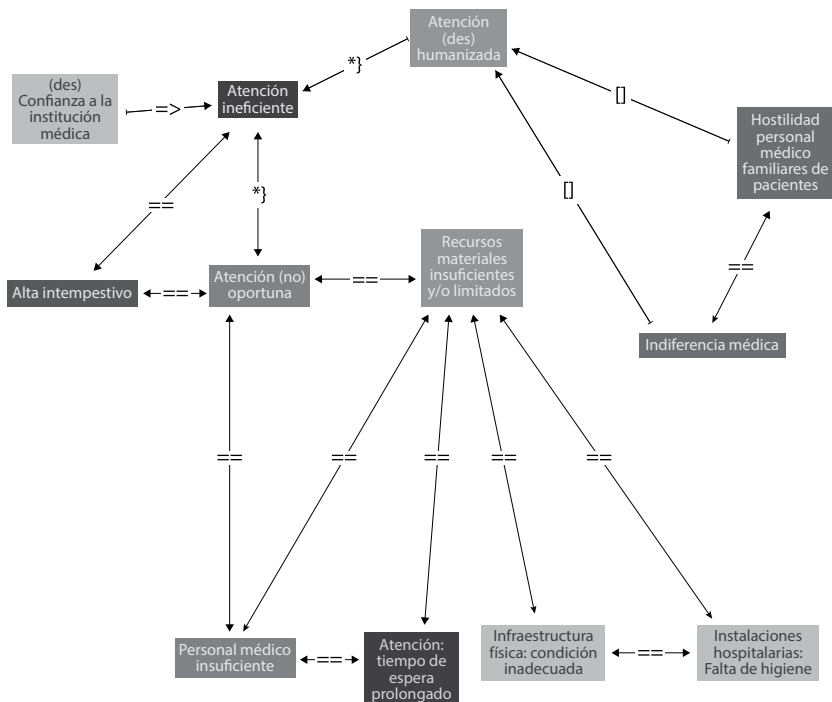 Atención
(des)
humanizada
*}
(des)
Confianza a la
institución
médica
=>
Atención
ineficiente
[]
Hostilidad
personal
médico
familiares de
pacientes
==
*}
[]
Recursos
materiales
insuficientes
y/o limitados
==
Alta intempestivo
==
Atención (no)
oportuna
==
Indiferencia médica
==
==
==
==
==
Personal médico
insuficiente
==
Atención:
tiempo de
espera
prolongado
Infraestructura
física: condición
inadecuada
==
Instalaciones
hospitalarias:
Falta de higiene